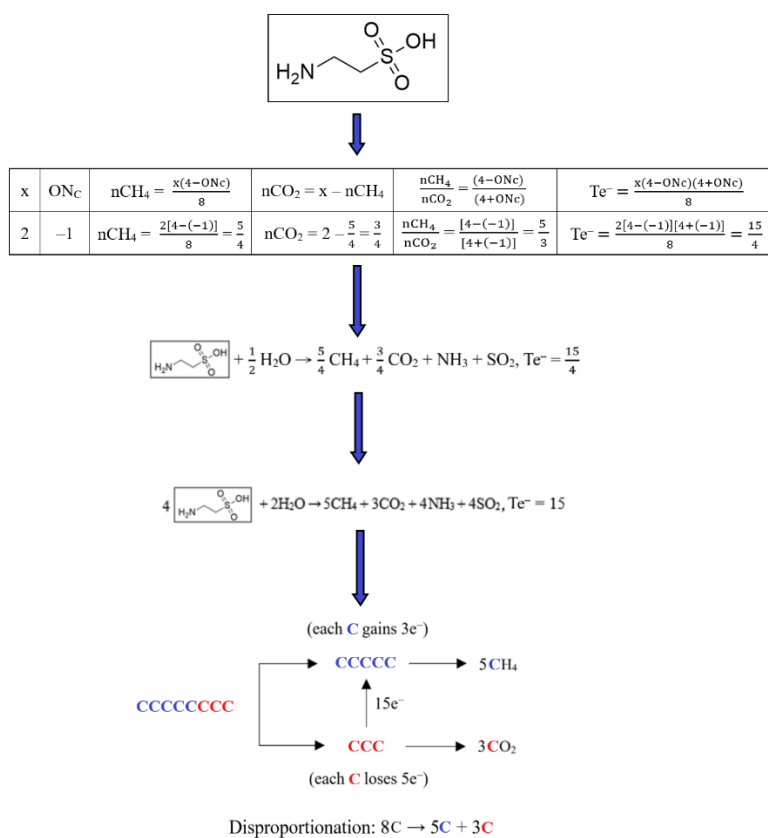 O
OH
S
H₂N
O
x | ONC | nCH₄ = x(4−ONc)/8 | nCO₂ = x − nCH₄ | nCH₄/nCO₂ = (4−ONc)/(4+ONc) | Te⁻ = x(4−ONc)(4+ONc)/8
2 | −1 | nCH₄ = 2[4−(−1)]/8 = 5/4 | nCO₂ = 2 − 5/4 = 3/4 | nCH₄/nCO₂ = [4−(−1)]/[4+(−1)] = 5/3 | Te⁻ = 2[4−(−1)][4+(−1)]/8 = 15/4
H₂N S O O OH + 1/2 H₂O → 5/4 CH₄ + 3/4 CO₂ + NH₃ + SO₂, Te⁻ = 15/4
4 H₂N S O O OH + 2H₂O → 5CH₄ + 3CO₂ + 4NH₃ + 4SO₂, Te⁻ = 15
(each C gains 3e⁻)
CCCCC → 5CH₄
CCCCCCCC 15e⁻
CCC → 3CO₂
(each C loses 5e⁻)
Disproportionation: 8C → 5C + 3C